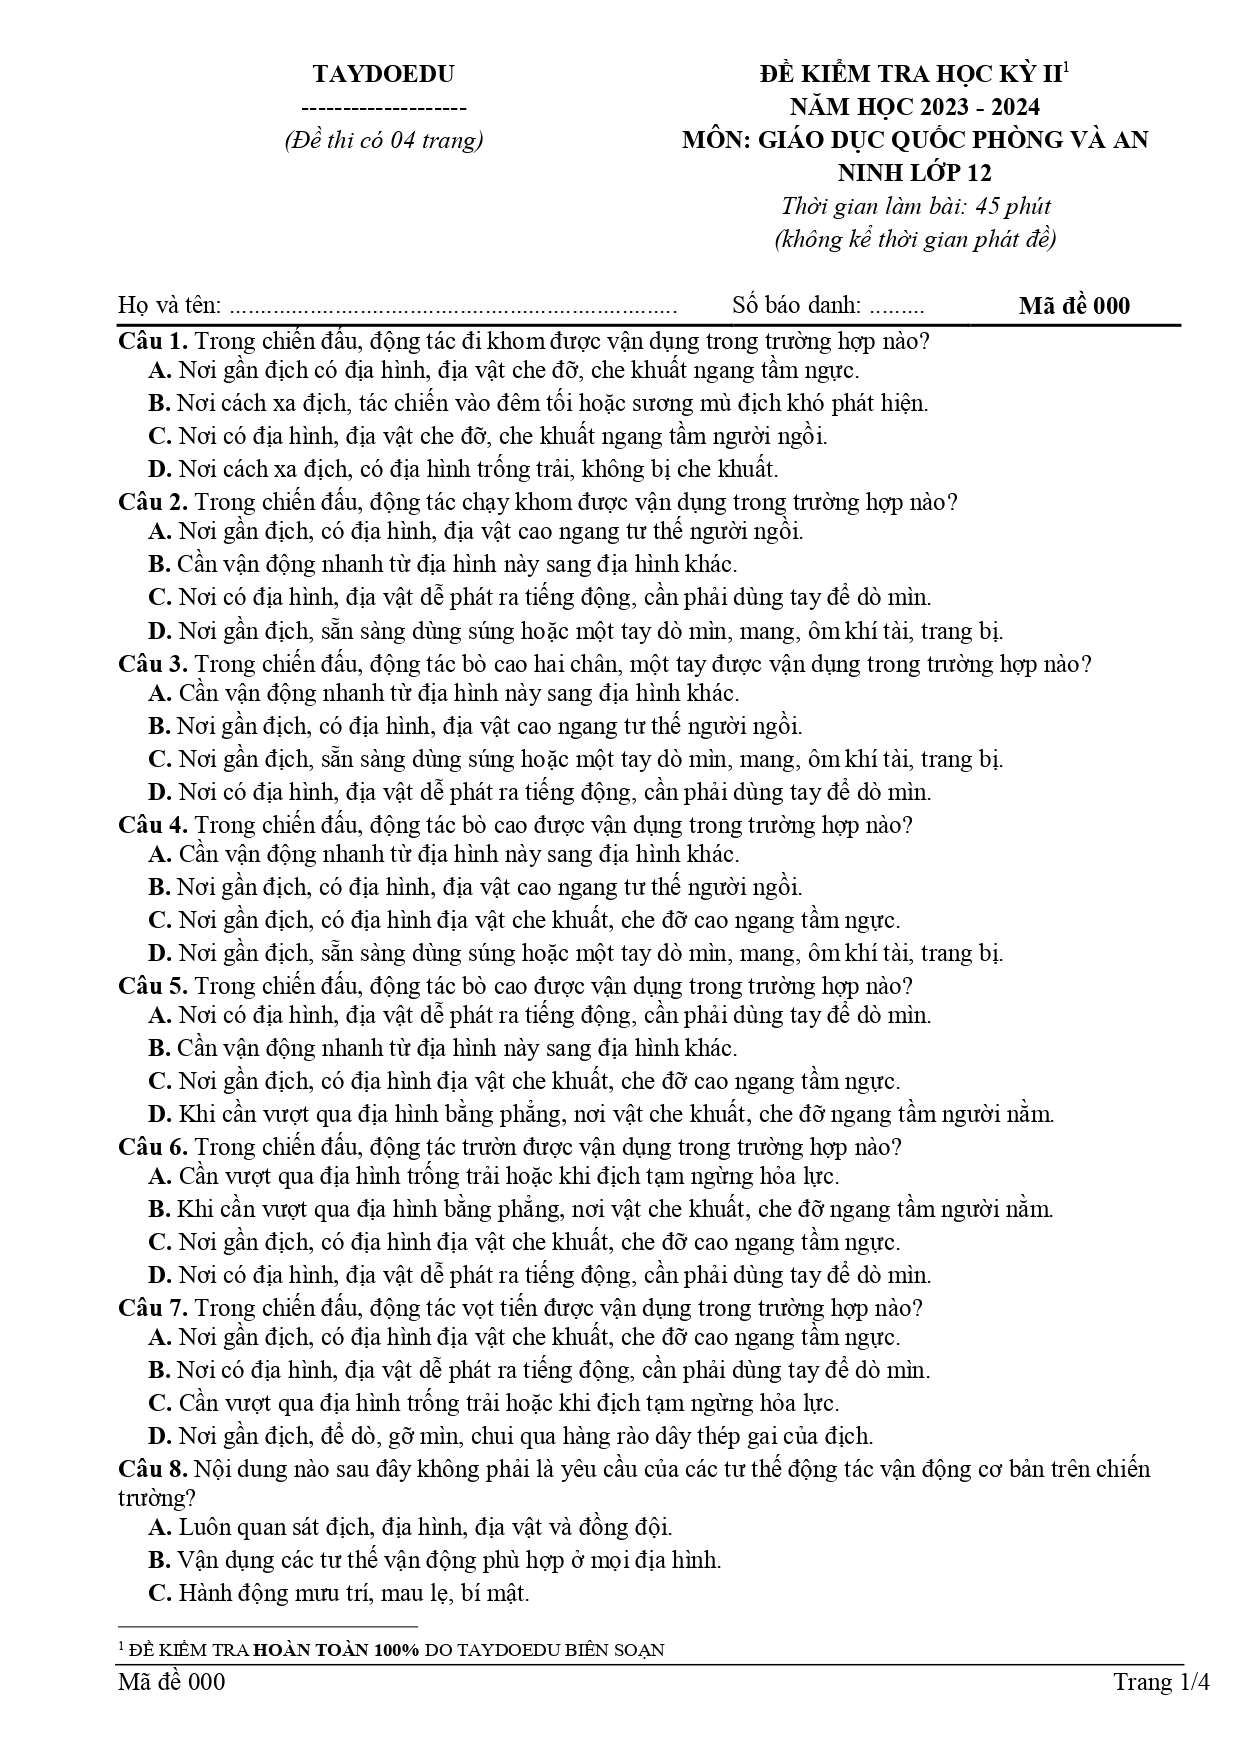 TAYDOEDU
--------------------
(Đề thi có 04 trang)
ĐỀ KIỂM TRA HỌC KỲ II1
NĂM HỌC 2023 - 2024
MÔN: GIÁO DỤC QUỐC PHÒNG VÀ AN
NINH LỚP 12
Thời gian làm bài: 45 phút
(không kể thời gian phát đề)
Họ và tên: ........................................................................ Số báo danh: ......... Mã đề 000
Câu 1. Trong chiến đấu, động tác đi khom được vận dụng trong trường hợp nào?
A. Nơi gần địch có địa hình, địa vật che đỡ, che khuất ngang tầm ngực.
B. Nơi cách xa địch, tác chiến vào đêm tối hoặc sương mù địch khó phát hiện.
C. Nơi có địa hình, địa vật che đỡ, che khuất ngang tầm người ngồi.
D. Nơi cách xa địch, có địa hình trống trải, không bị che khuất.
Câu 2. Trong chiến đấu, động tác chạy khom được vận dụng trong trường hợp nào?
A. Nơi gần địch, có địa hình, địa vật cao ngang tư thế người ngồi.
B. Cần vận động nhanh từ địa hình này sang địa hình khác.
C. Nơi có địa hình, địa vật dễ phát ra tiếng động, cần phải dùng tay để dò mìn.
D. Nơi gần địch, sẵn sàng dùng súng hoặc một tay dò mìn, mang, ôm khí tài, trang bị.
Câu 3. Trong chiến đấu, động tác bò cao hai chân, một tay được vận dụng trong trường hợp nào?
A. Cần vận động nhanh từ địa hình này sang địa hình khác.
B. Nơi gần địch, có địa hình, địa vật cao ngang tư thế người ngồi.
C. Nơi gần địch, sẵn sàng dùng súng hoặc một tay dò mìn, mang, ôm khí tài, trang bị.
D. Nơi có địa hình, địa vật dễ phát ra tiếng động, cần phải dùng tay để dò mìn.
Câu 4. Trong chiến đấu, động tác bò cao được vận dụng trong trường hợp nào?
A. Cần vận động nhanh từ địa hình này sang địa hình khác.
B. Nơi gần địch, có địa hình, địa vật cao ngang tư thế người ngồi.
C. Nơi gần địch, có địa hình địa vật che khuất, che đỡ cao ngang tầm ngực.
D. Nơi gần địch, sẵn sàng dùng súng hoặc một tay dò mìn, mang, ôm khí tài, trang bị.
Câu 5. Trong chiến đấu, động tác bò cao được vận dụng trong trường hợp nào?
A. Nơi có địa hình, địa vật dễ phát ra tiếng động, cần phải dùng tay để dò mìn.
B. Cần vận động nhanh từ địa hình này sang địa hình khác.
C. Nơi gần địch, có địa hình địa vật che khuất, che đỡ cao ngang tầm ngực.
D. Khi cần vượt qua địa hình bằng phẳng, nơi vật che khuất, che đỡ ngang tầm người nằm.
Câu 6. Trong chiến đấu, động tác trườn được vận dụng trong trường hợp nào?
A. Cần vượt qua địa hình trống trải hoặc khi địch tạm ngừng hỏa lực.
B. Khi cần vượt qua địa hình bằng phẳng, nơi vật che khuất, che đỡ ngang tầm người nằm.
C. Nơi gần địch, có địa hình địa vật che khuất, che đỡ cao ngang tầm ngực.
D. Nơi có địa hình, địa vật dễ phát ra tiếng động, cần phải dùng tay để dò mìn.
Câu 7. Trong chiến đấu, động tác vọt tiến được vận dụng trong trường hợp nào?
A. Nơi gần địch, có địa hình địa vật che khuất, che đỡ cao ngang tầm ngực.
B. Nơi có địa hình, địa vật dễ phát ra tiếng động, cần phải dùng tay để dò mìn.
C. Cần vượt qua địa hình trống trải hoặc khi địch tạm ngừng hỏa lực.
D. Nơi gần địch, để dò, gỡ mìn, chui qua hàng rào dây thép gai của địch.
Câu 8. Nội dung nào sau đây không phải là yêu cầu của các tư thế động tác vận động cơ bản trên chiến
trường?
A. Luôn quan sát địch, địa hình, địa vật và đồng đội.
B. Vận dụng các tư thế vận động phù hợp ở mọi địa hình.
C. Hành động mưu trí, mau lẹ, bí mật.
1 ĐỀ KIỂM TRA HOÀN TOÀN 100% DO TAYDOEDU BIÊN SOẠN
Mã đề 000 Trang 1/4